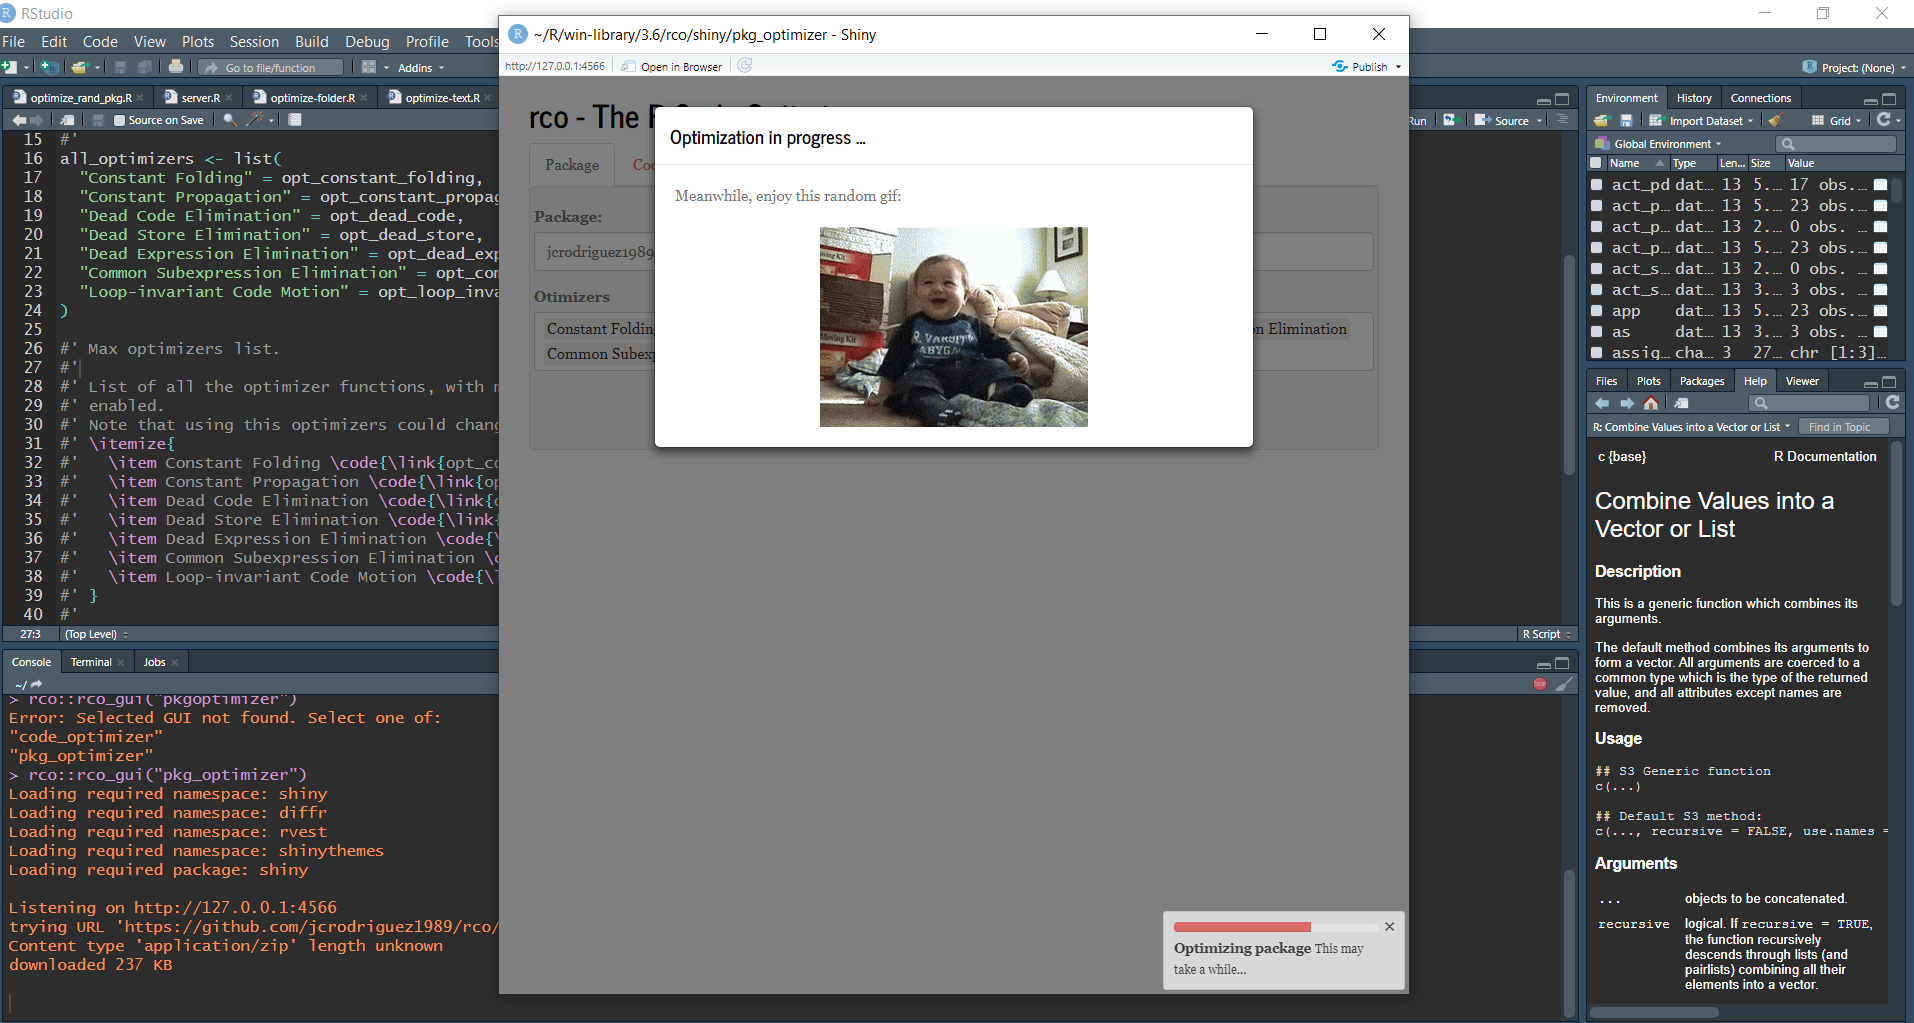 RStudio
File Edit Code View Plots Session Build Debug Profile Tools
Go to file/function Addins
Project: (None)
optimize_rand_pkg.R server.R optimize-folder.R optimize-text.R
Source on Save
Run Source
15 #'
16 all_optimizers <- list(
17 "Constant Folding" = opt_constant_folding,
18 "Constant Propagation" = opt_constant_propag
19 "Dead Code Elimination" = opt_dead_code,
20 "Dead Store Elimination" = opt_dead_store,
21 "Dead Expression Elimination" = opt_dead_exp
22 "Common Subexpression Elimination" = opt_com
23 "Loop-invariant Code Motion" = opt_loop_inva
24 )
25
26 #' Max optimizers list.
27 #'
28 #' List of all the optimizer functions, with m
29 #' enabled.
30 #' Note that using this optimizers could chang
31 #' \itemize{
32 #' \item Constant Folding \code{\link{opt_co
33 #' \item Constant Propagation \code{\link{op
34 #' \item Dead Code Elimination \code{\link{o
35 #' \item Dead Store Elimination \code{\link{
36 #' \item Dead Expression Elimination \code{\
37 #' \item Common Subexpression Elimination \c
38 #' \item Loop-invariant Code Motion \code{\l
39 #' }
40 #'
27:3 (Top Level)
R Script
Console Terminal Jobs
~/
> rco::rco_gui("pkgoptimizer")
Error: Selected GUI not found. Select one of:
"code_optimizer"
"pkg_optimizer"
> rco::rco_gui("pkg_optimizer")
Loading required namespace: shiny
Loading required namespace: diffr
Loading required namespace: rvest
Loading required namespace: shinythemes
Loading required package: shiny
Listening on http://127.0.0.1:4566
trying URL 'https://github.com/jcrodriguez1989/rco/
Content type 'application/zip' length unknown
downloaded 237 KB
~/R/win-library/3.6/rco/shiny/pkg_optimizer - Shiny
http://127.0.0.1:4566 Open in Browser Publish
rco - The R Code Optimizer
Package Co
Package:
jcrodriguez1989
Otimizers
Constant Foldin
on Elimination
Common Subexp
Optimization in progress ...
Meanwhile, enjoy this random gif:
Moving Kit
R. VARSITY
BABYGAP
Optimizing package This may
take a while...
Environment History Connections
Import Dataset Grid
Global Environment
Name Type Len... Size Value
act_pd dat... 13 5.... 17 obs....
act_p... dat... 13 5.... 23 obs....
act_p... dat... 13 2.... 0 obs. ...
act_p... dat... 13 5.... 23 obs....
act_s... dat... 13 2.... 0 obs. ...
act_s... dat... 13 3.... 3 obs. ...
app dat... 13 5.... 23 obs....
as dat... 13 3.... 3 obs. ...
assig... cha... 3 27... chr [1:3]...
Files Plots Packages Help Viewer
R: Combine Values into a Vector or List Find in Topic
c {base} R Documentation
Combine Values into a
Vector or List
Description
This is a generic function which combines its
arguments.
The default method combines its arguments to
form a vector. All arguments are coerced to a
common type which is the type of the returned
value, and all attributes except names are
removed.
Usage
## S3 Generic function
c(...)
## Default S3 method:
c(..., recursive = FALSE, use.names =
Arguments
... objects to be concatenated.
recursive logical. If recursive = TRUE,
the function recursively
descends through lists (and
pairlists) combining all their
elements into a vector.